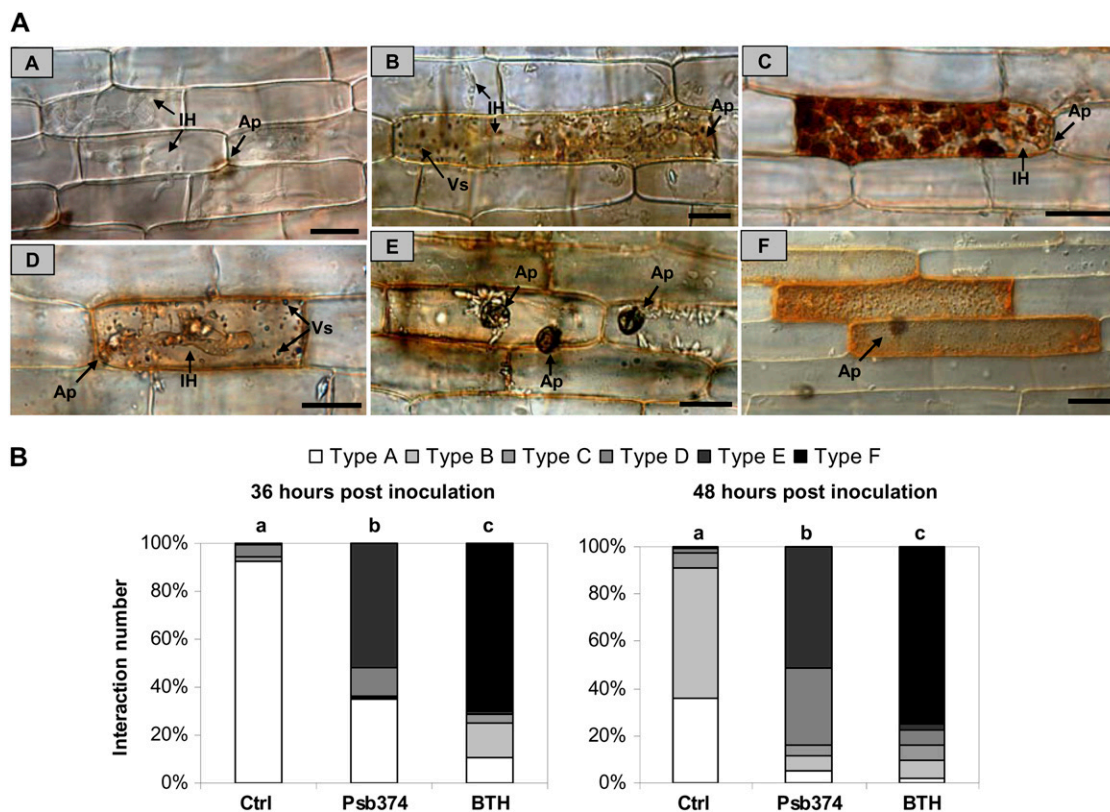 A
A
IH
Ap
B
IH
Ap
Vs
C
Ap
IH
D
Vs
Ap
IH
E
Ap
Ap
Ap
F
Ap
B
Type A Type B Type C Type D Type E Type F
36 hours post inoculation
48 hours post inoculation
Interaction number
100%
80%
60%
40%
20%
0%
a b c
Ctrl Psb374 BTH
100%
80%
60%
40%
20%
0%
a b c
Ctrl Psb374 BTH